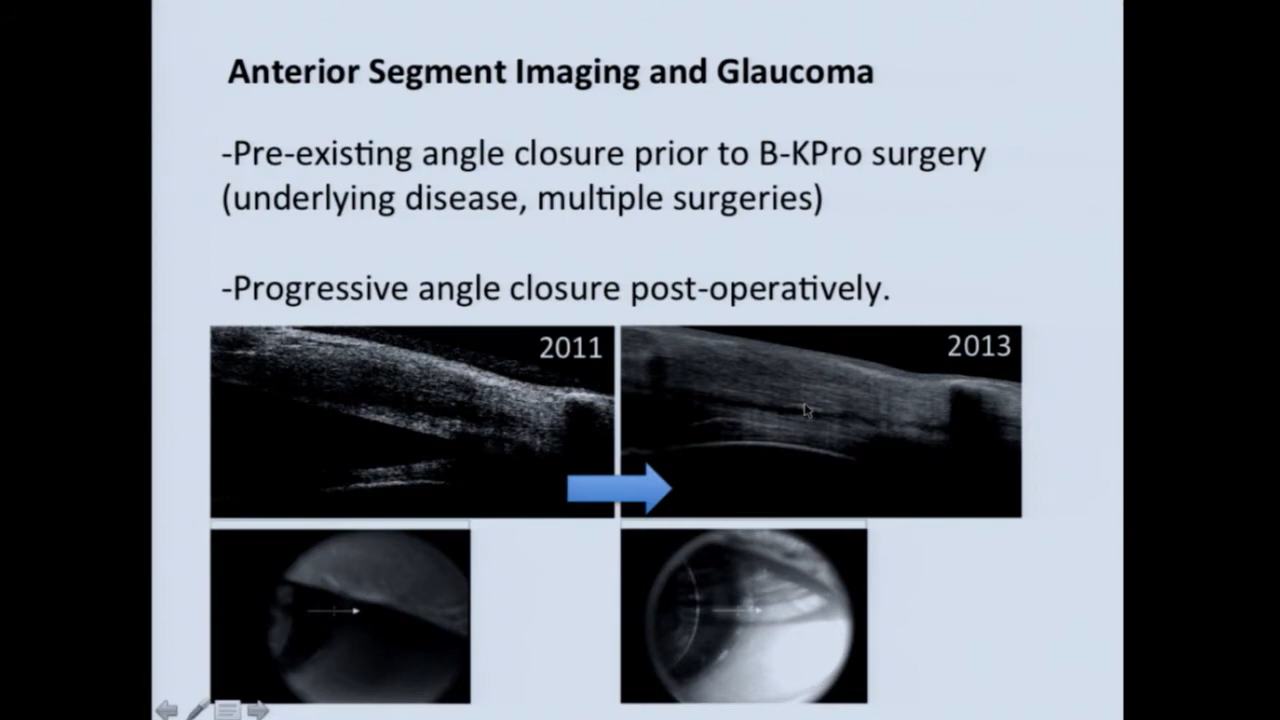 Anterior Segment Imaging and Glaucoma
-Pre-existing angle closure prior to B-KPro surgery
(underlying disease, multiple surgeries)
-Progressive angle closure post-operatively.
2011
2013